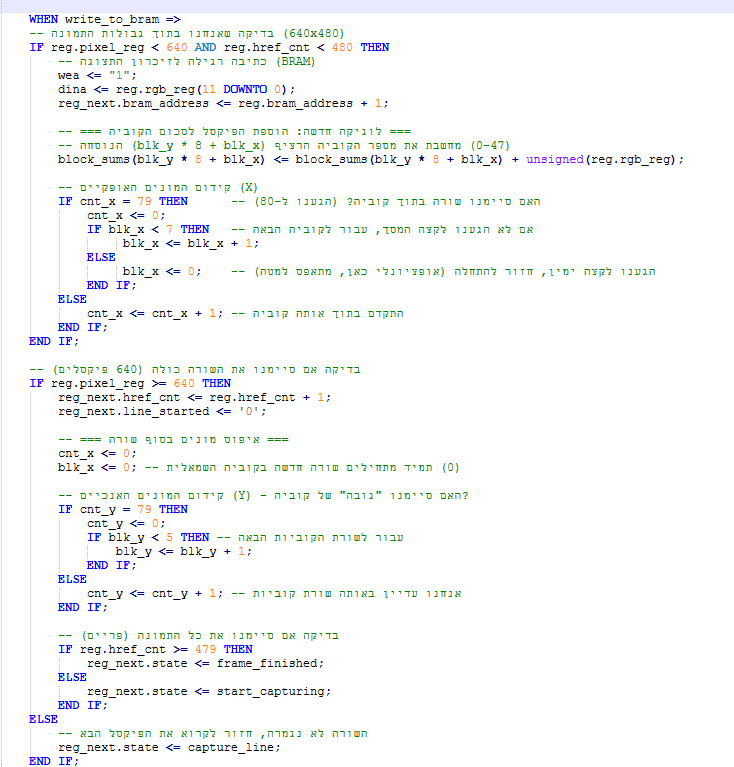 WHEN write_to_bram =>
-- בדיקה שאנחנו בתוך גבולות התמונה (640x480)
IF reg.pixel_reg < 640 AND reg.href_cnt < 480 THEN
-- כתיבה רגילה לזיכרון התצוגה (BRAM)
wea <= "1";
dina <= reg.rgb_reg(11 DOWNTO 0);
reg_next.bram_address <= reg.bram_address + 1;
-- === לוגיקה חדשה: הוספת הפיקסל לסכום הקוביה ===
-- הנוסחה (blk_y * 8 + blk_x) מחשבת את מספר הקוביה הרציף (0-47)
block_sums(blk_y * 8 + blk_x) <= block_sums(blk_y * 8 + blk_x) + unsigned(reg.rgb_reg);
-- קידום המונים האופקיים (X)
IF cnt_x = 79 THEN -- האם סיימנו שורה בתוך קוביה? (הגענו ל-80)
cnt_x <= 0;
IF blk_x < 7 THEN -- אם לא הגענו לקצה המסך, עבור לקוביה הבאה
blk_x <= blk_x + 1;
ELSE
blk_x <= 0; -- הגענו לקצה ימין, חזור להתחלה (אופציונלי כאן, מתאפס למטה)
END IF;
ELSE
cnt_x <= cnt_x + 1; -- התקדם בתוך אותה קוביה
END IF;
END IF;
-- בדיקה אם סיימנו את השורה כולה (640 פיקסלים)
IF reg.pixel_reg >= 640 THEN
reg_next.href_cnt <= reg.href_cnt + 1;
reg_next.line_started <= '0';
-- === איפוס מונים בסוף שורה ===
cnt_x <= 0;
blk_x <= 0; -- תמיד מתחילים שורה חדשה בקוביה השמאלית (0)
-- קידום המונים האנכיים (Y) - האם סיימנו "גובה" של קוביה?
IF cnt_y = 79 THEN
cnt_y <= 0;
IF blk_y < 5 THEN -- עבור לשורת הקוביות הבאה
blk_y <= blk_y + 1;
END IF;
ELSE
cnt_y <= cnt_y + 1; -- אנחנו עדיין באותה שורת קוביות
END IF;
-- בדיקה אם סיימנו את כל התמונה (פריים)
IF reg.href_cnt >= 479 THEN
reg_next.state <= frame_finished;
ELSE
reg_next.state <= start_capturing;
END IF;
ELSE
-- השורה לא נגמרה, חזור לקרוא את הפיקסל הבא
reg_next.state <= capture_line;
END IF;